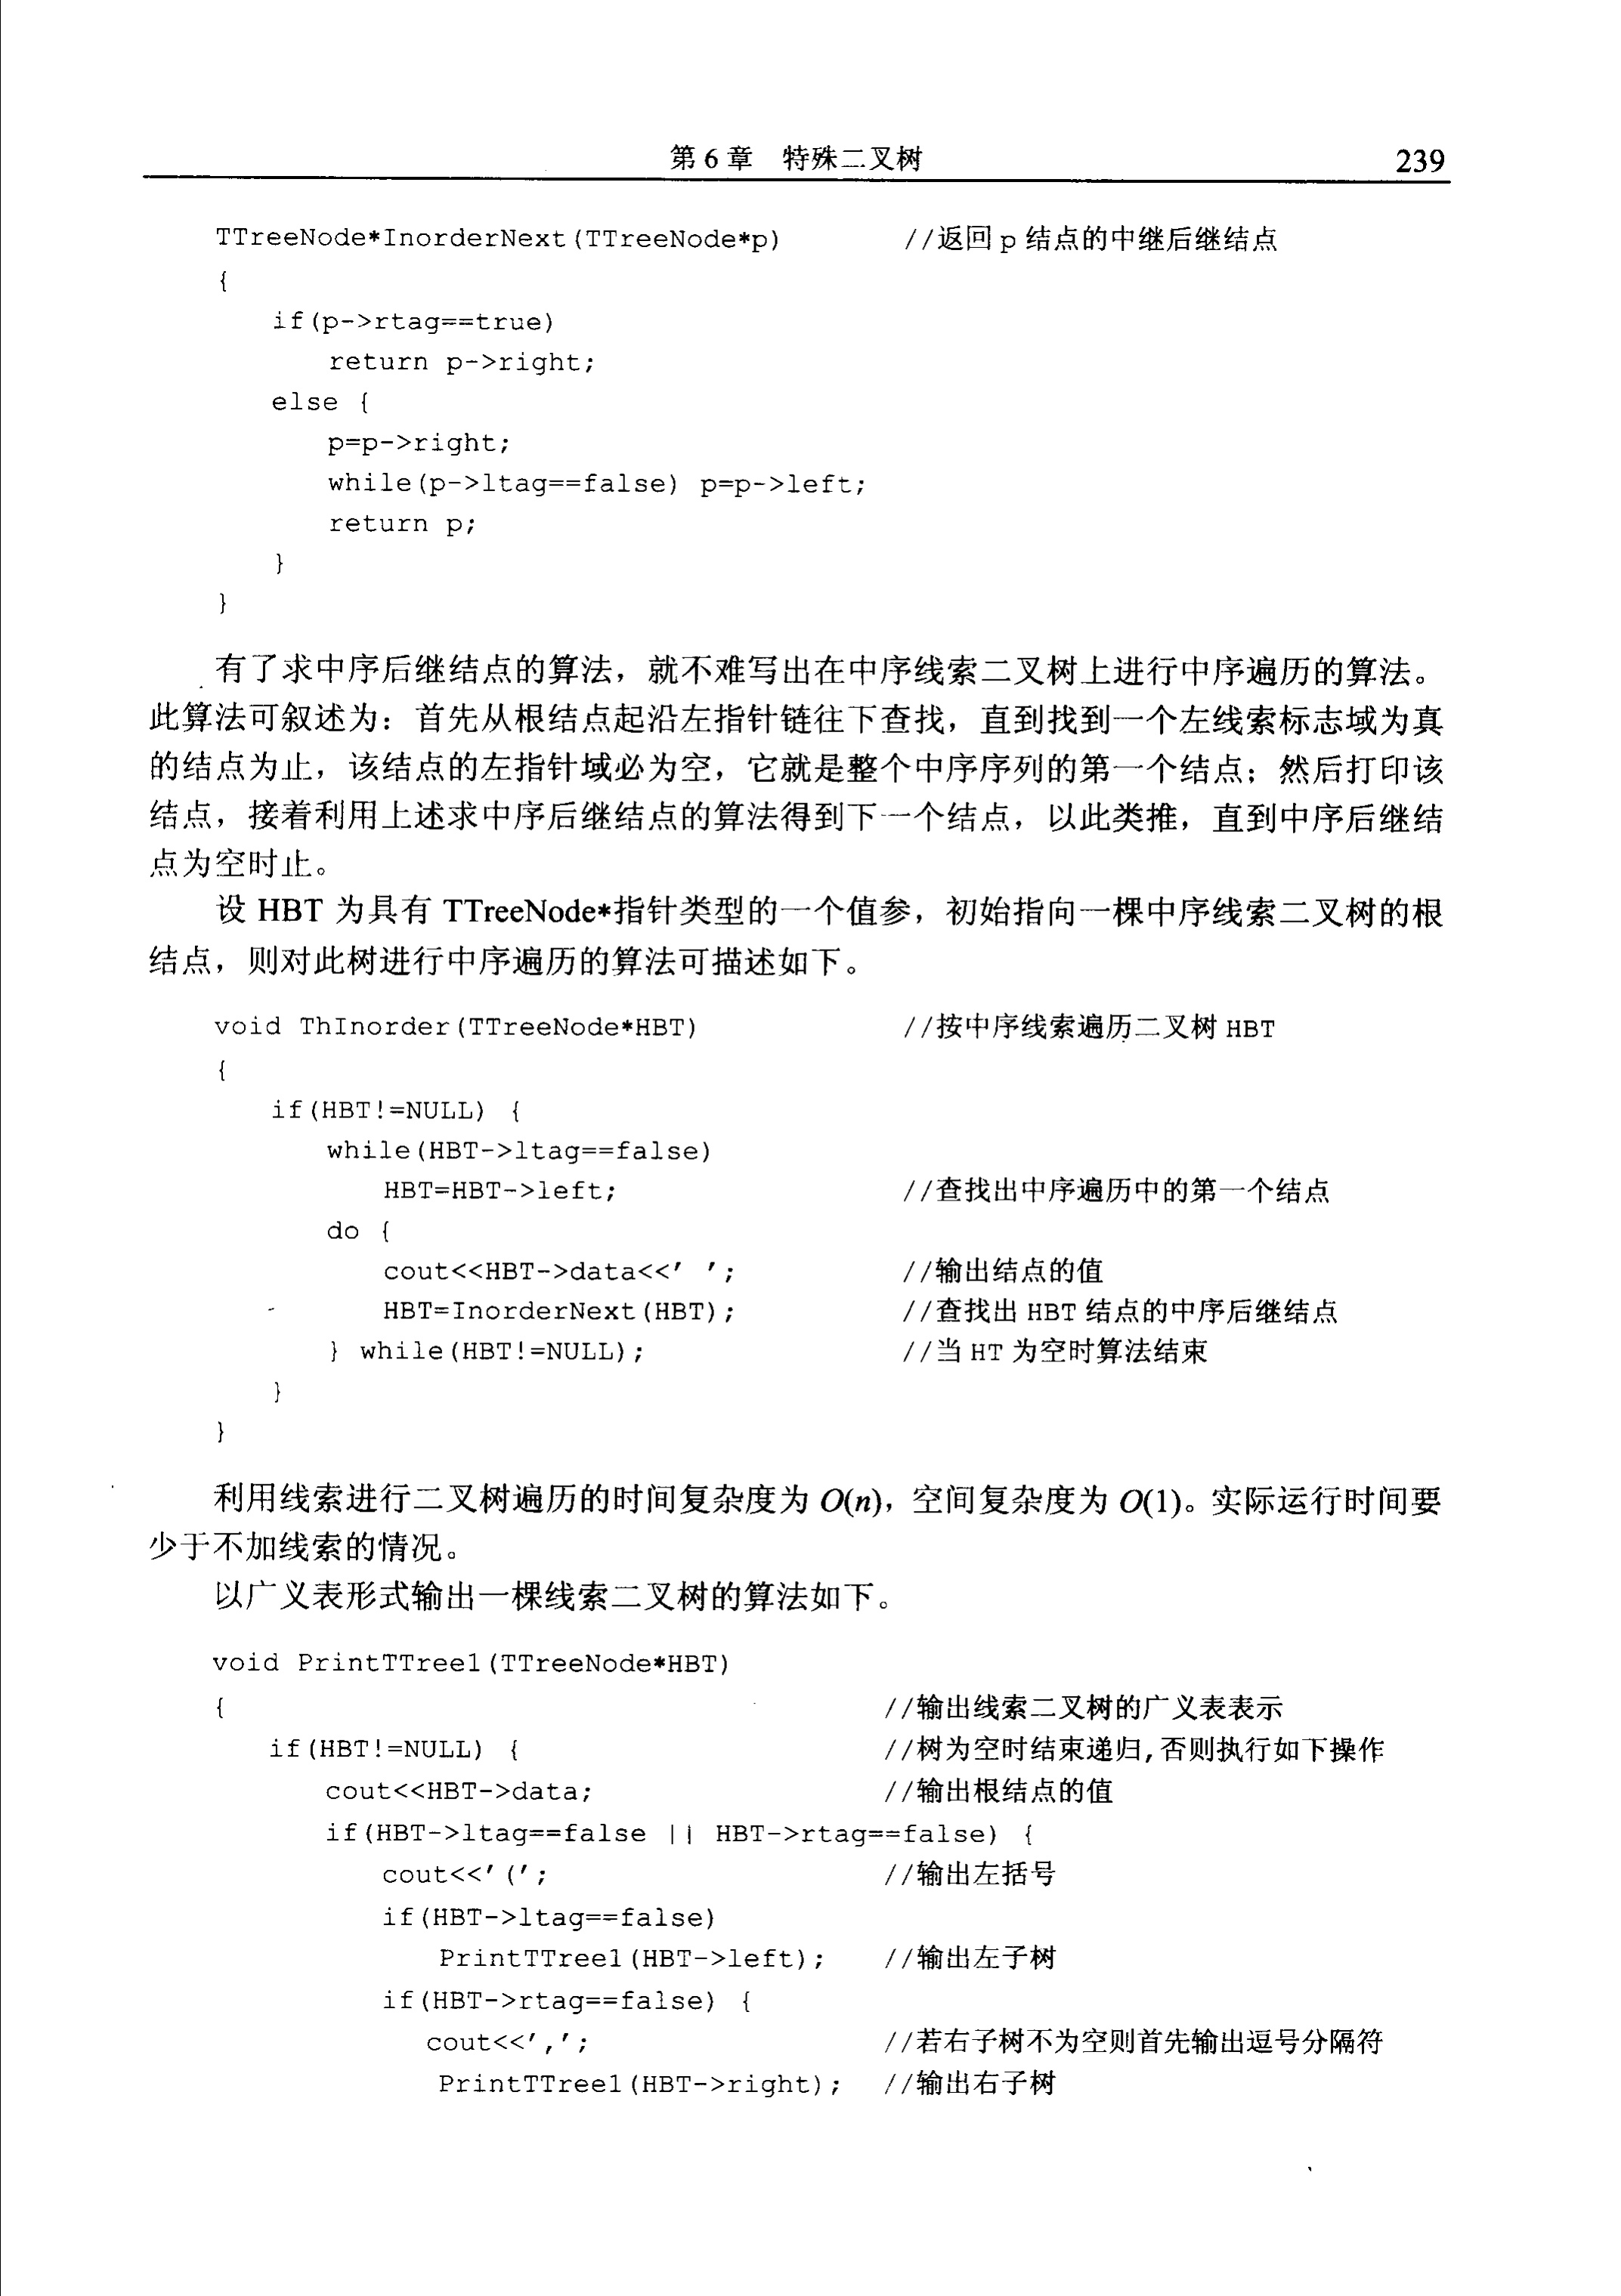 第 6 章　特殊二叉树　239
TTreeNode*InorderNext(TTreeNode*p)　//返回 p 结点的中继后继结点
{
if(p->rtag==true)
return p->right;
else {
p=p->right;
while(p->ltag==false) p=p->left;
return p;
}
}
有了求中序后继结点的算法，就不难写出在中序线索二叉树上进行中序遍历的算法。
此算法可叙述为：首先从根结点起沿左指针链往下查找，直到找到一个左线索标志域为真
的结点为止，该结点的左指针域必为空，它就是整个中序序列的第一个结点；然后打印该
结点，接着利用上述求中序后继结点的算法得到下一个结点，以此类推，直到中序后继结
点为空时止。
设 HBT 为具有 TTreeNode*指针类型的一个值参，初始指向一棵中序线索二叉树的根
结点，则对此树进行中序遍历的算法可描述如下。
void ThInorder(TTreeNode*HBT)　//按中序线索遍历二叉树 HBT
{
if(HBT!=NULL) {
while(HBT->ltag==false)
HBT=HBT->left;　//查找出中序遍历中的第一个结点
do {
cout<<HBT->data<<' ';　//输出结点的值
HBT=InorderNext(HBT);　//查找出 HBT 结点的中序后继结点
} while(HBT!=NULL);　//当 HT 为空时算法结束
}
}
利用线索进行二叉树遍历的时间复杂度为 O(n)，空间复杂度为 O(1)。实际运行时间要
少于不加线索的情况。
以广义表形式输出一棵线索二叉树的算法如下。
void PrintTTree1(TTreeNode*HBT)
{　//输出线索二叉树的广义表表示
if(HBT!=NULL) {　//树为空时结束递归,否则执行如下操作
cout<<HBT->data;　//输出根结点的值
if(HBT->ltag==false || HBT->rtag==false) {
cout<<'(';　//输出左括号
if(HBT->ltag==false)
PrintTTree1(HBT->left);　//输出左子树
if(HBT->rtag==false) {
cout<<',';　//若右子树不为空则首先输出逗号分隔符
PrintTTree1(HBT->right);　//输出右子树